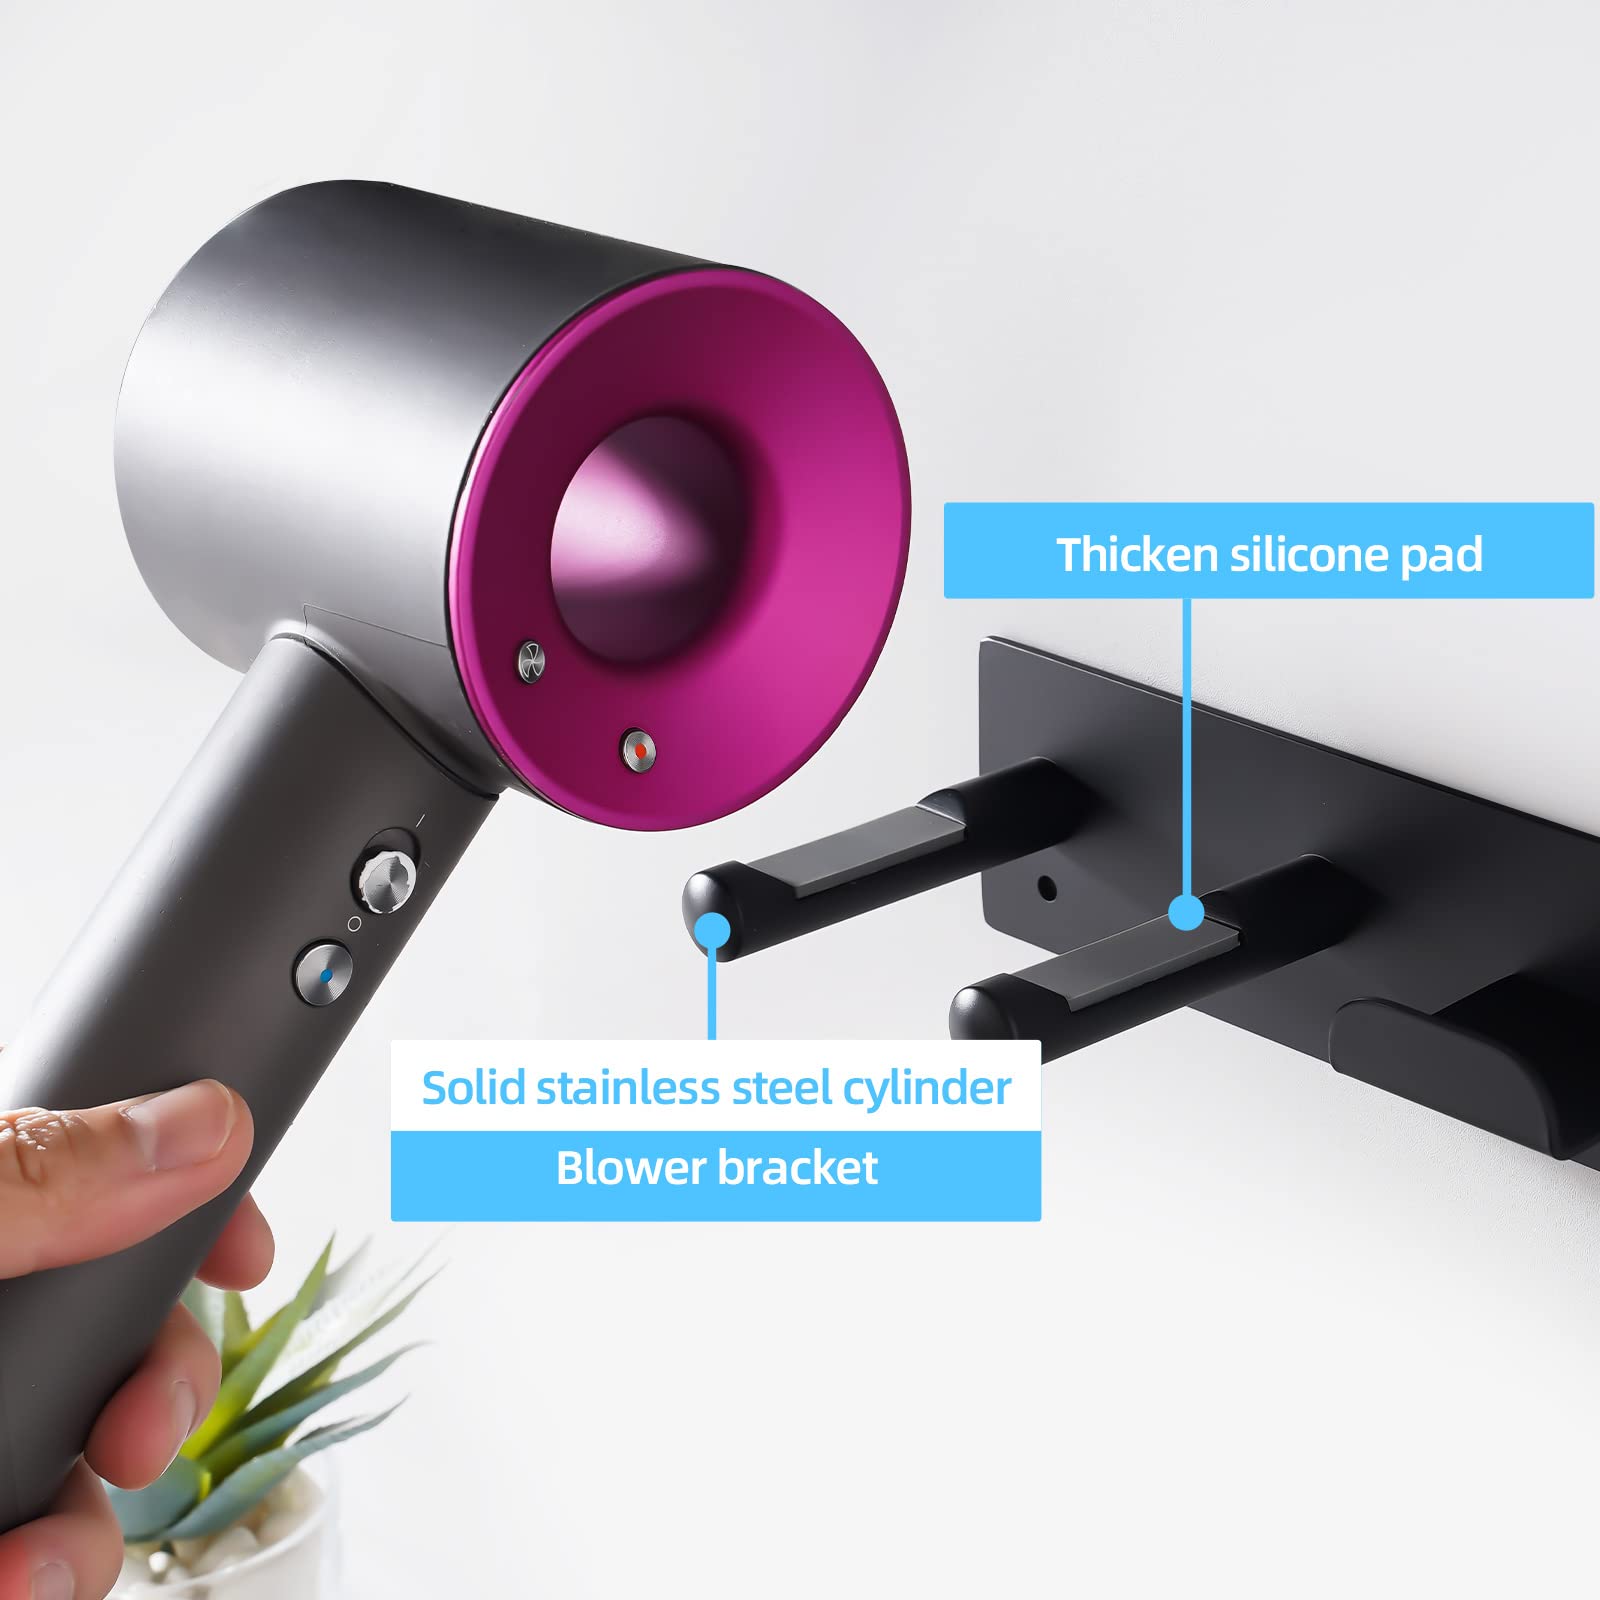 Thicken silicone pad
Solid stainless steel cylinder
Blower bracket